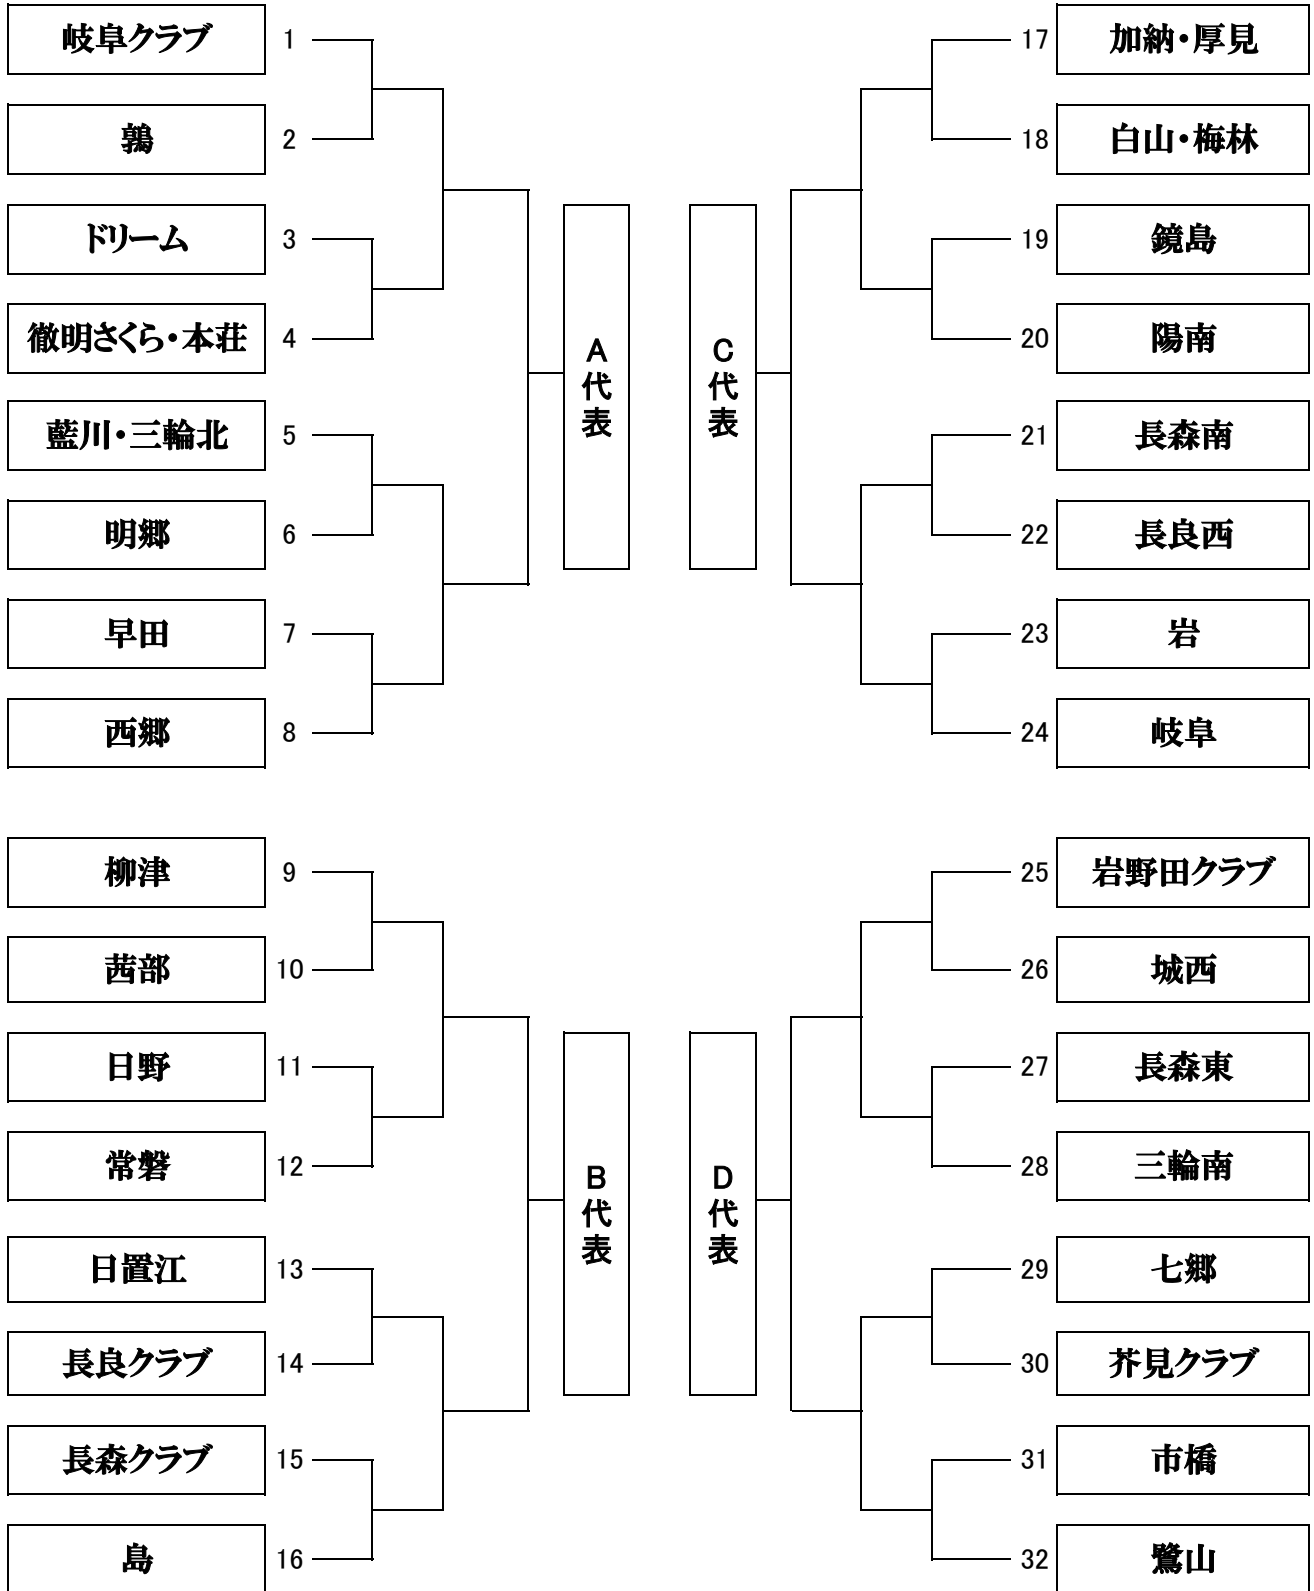 岐阜クラブ 1
鶉 2
ドリーム 3
徹明さくら・本荘 4
藍川・三輪北 5
明郷 6
早田 7
西郷 8
A代表
柳津 9
茜部 10
日野 11
常磐 12
日置江 13
長良クラブ 14
長森クラブ 15
島 16
B代表
17 加納・厚見
18 白山・梅林
19 鏡島
20 陽南
21 長森南
22 長良西
23 岩
24 岐阜
C代表
25 岩野田クラブ
26 城西
27 長森東
28 三輪南
29 七郷
30 芥見クラブ
31 市橋
32 鷺山
D代表